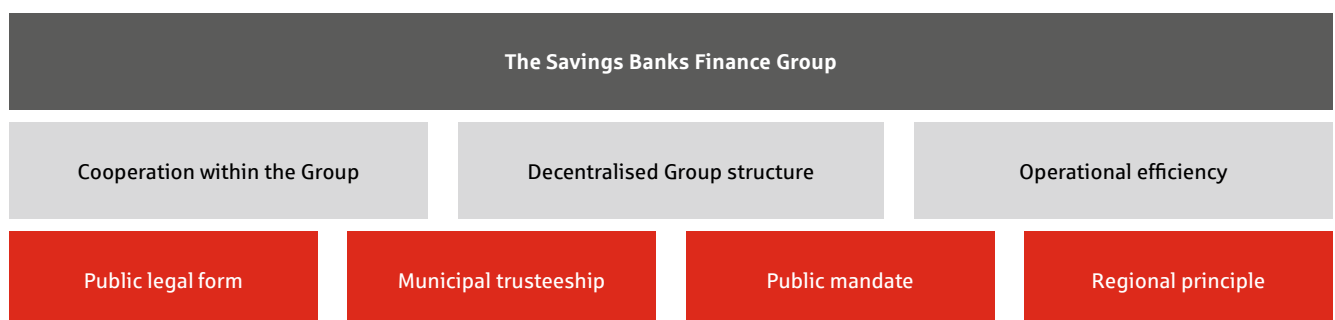 The Savings Banks Finance Group
Cooperation within the Group
Decentralised Group structure
Operational efficiency
Public legal form
Municipal trusteeship
Public mandate
Regional principle